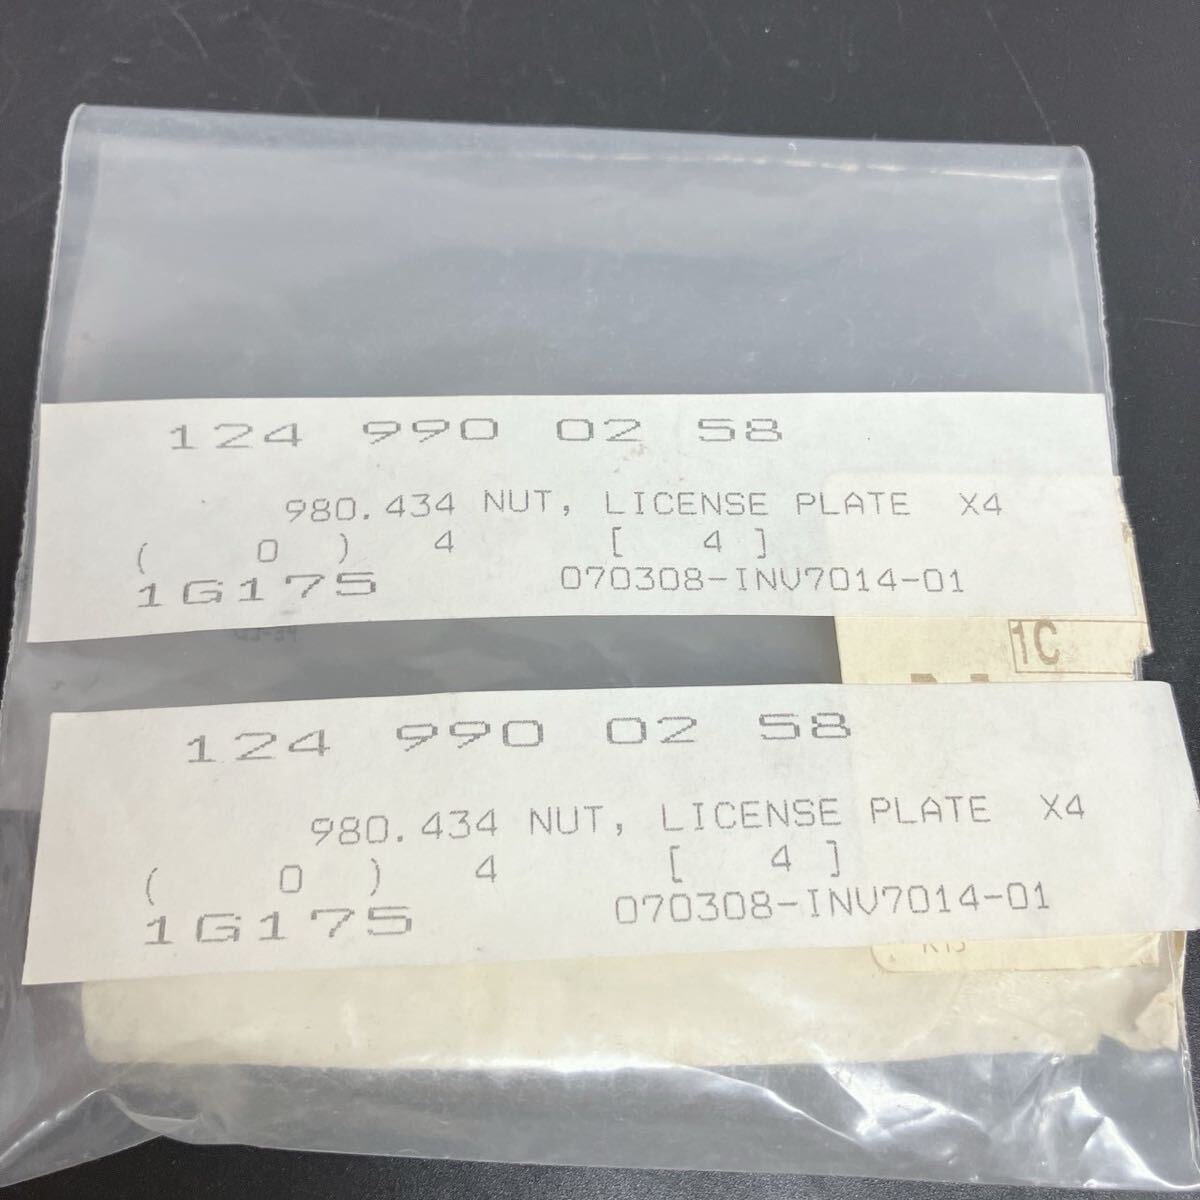 124 990 02 58
980.434 NUT, LICENSE PLATE X4
( 0 ) 4 [ 4 ]
1G175 070308-INV7014-01
1C
124 990 02 58
980.434 NUT, LICENSE PLATE X4
( 0 ) 4 [ 4 ]
1G175 070308-INV7014-01